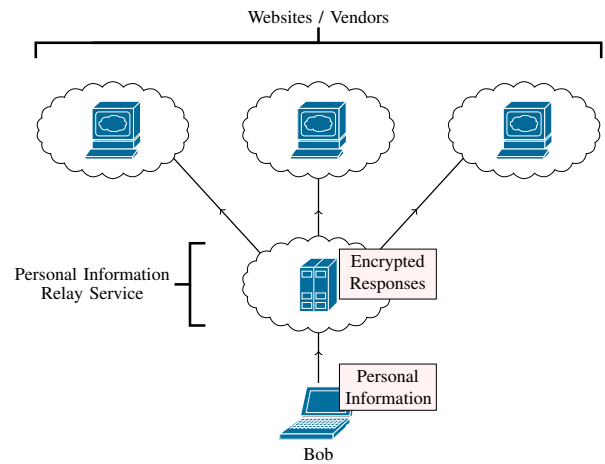 Websites / Vendors
Encrypted
Responses
Personal Information
Relay Service
Personal
Information
Bob